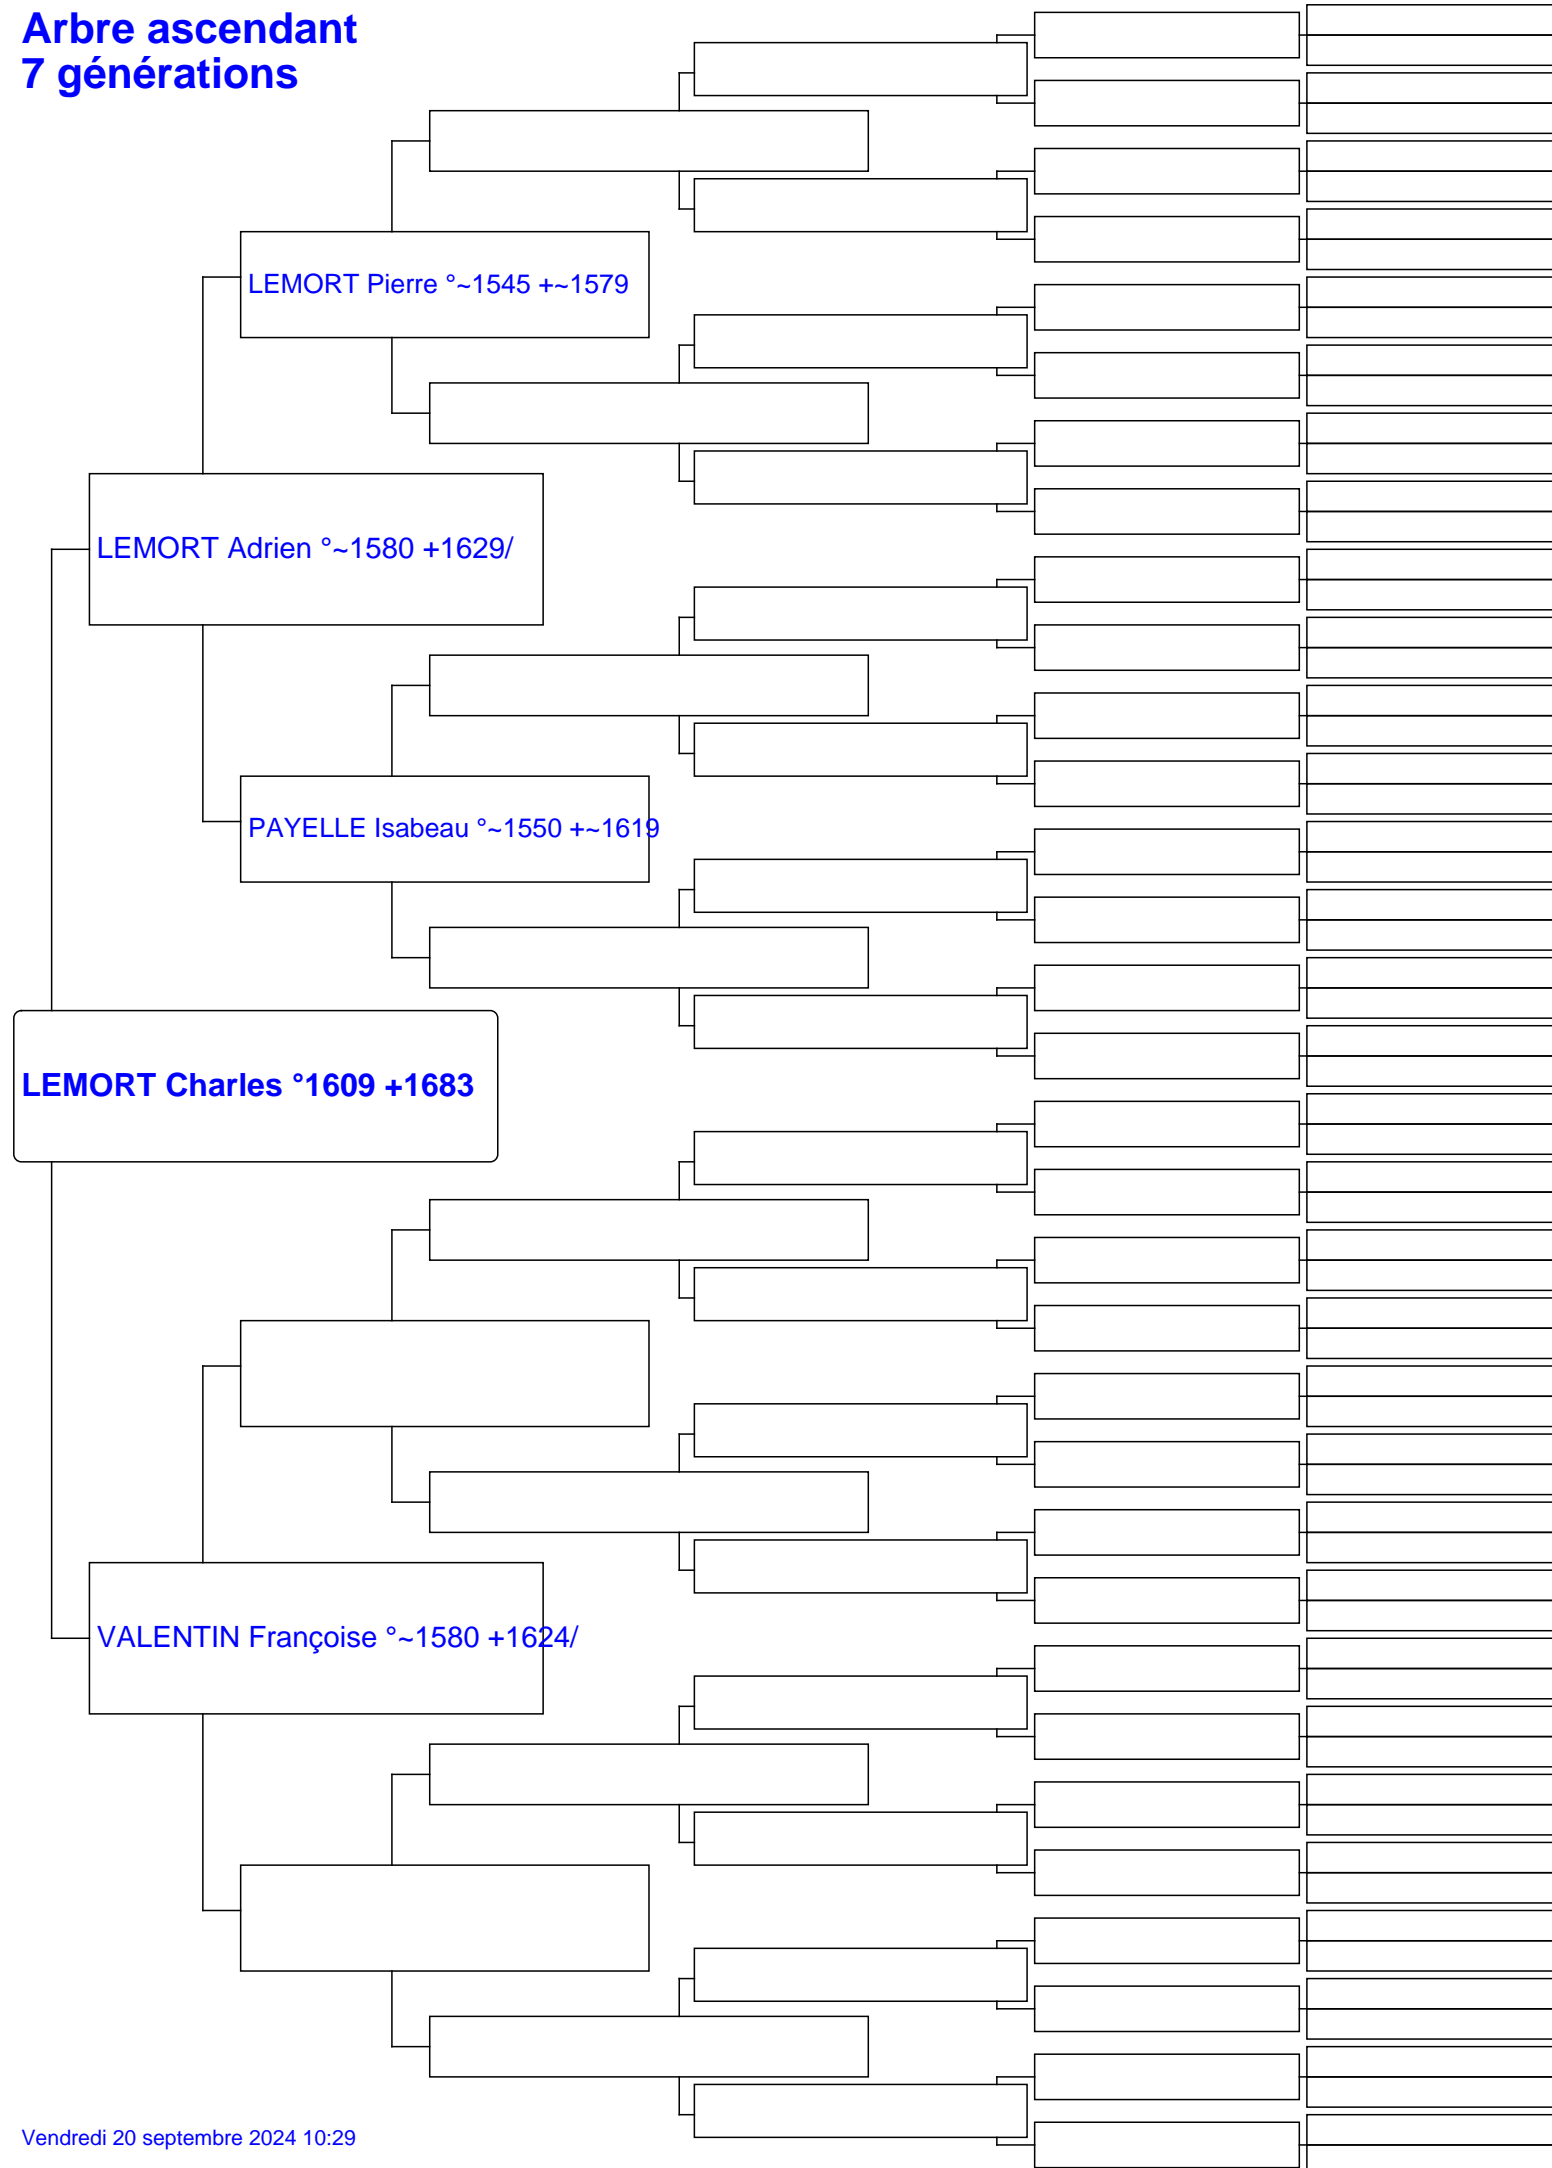 Arbre ascendant
7 générations
LEMORT Pierre °~1545 +~1579
LEMORT Adrien °~1580 +1629/
PAYELLE Isabeau °~1550 +~1619
LEMORT Charles °1609 +1683
VALENTIN Françoise °~1580 +1624/
Vendredi 20 septembre 2024 10:29